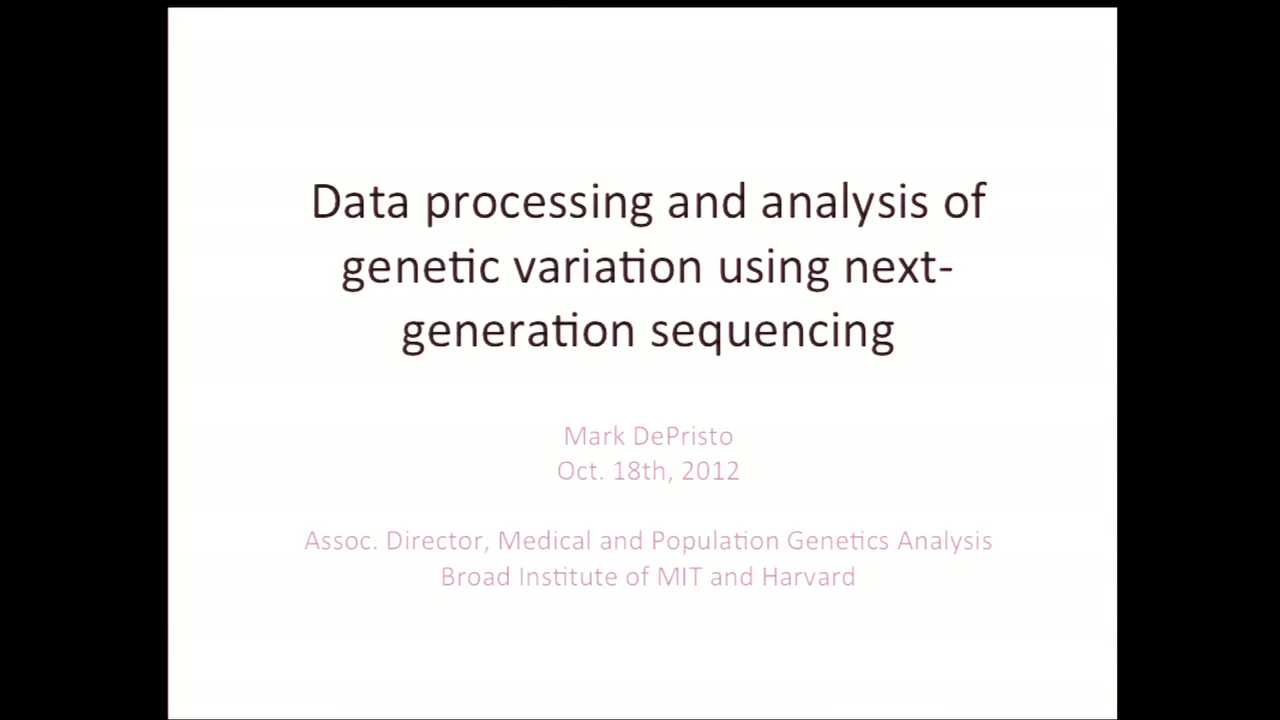 Data processing and analysis of
genetic variation using next-
generation sequencing
Mark DePristo
Oct. 18th, 2012
Assoc. Director, Medical and Population Genetics Analysis
Broad Institute of MIT and Harvard